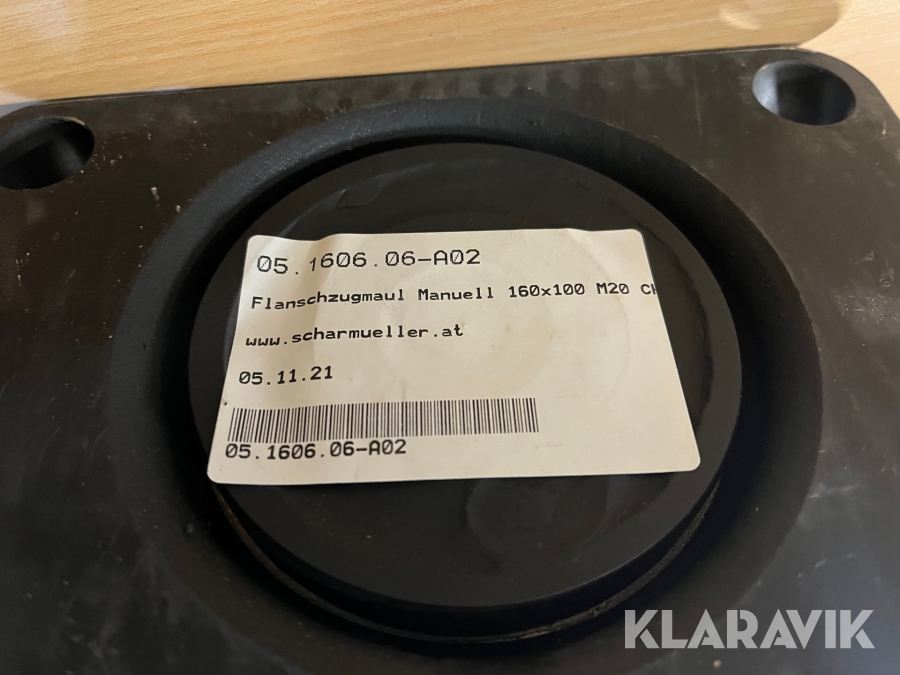 05.1606.06-A02
Flanschzugmaul Manuell 160x100 M20
www.scharmueller.at
05.11.21
05.1606.06-A02
KLARAVIK